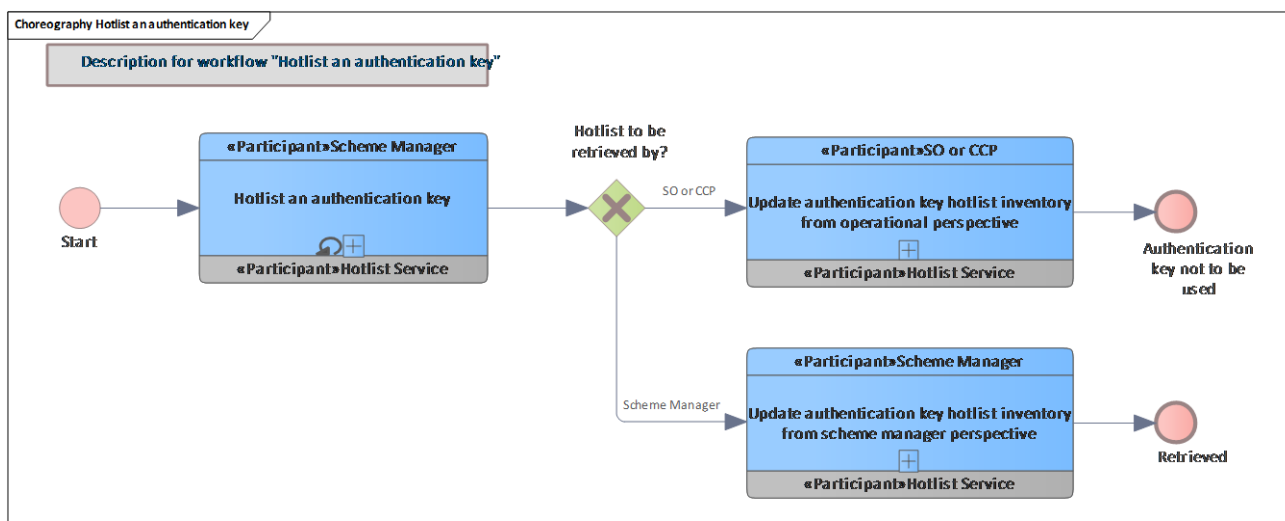 Choreography Hotlist an authentication key
Description for workflow "Hotlist an authentication key"
Start
«Participant»Scheme Manager
Hotlist an authentication key
«Participant»Hotlist Service
Hotlist to be
retrieved by?
SO or CCP
Scheme Manager
«Participant»SO or CCP
Update authentication key hotlist inventory
from operational perspective
«Participant»Hotlist Service
Authentication
key not to be
used
«Participant»Scheme Manager
Update authentication key hotlist inventory
from scheme manager perspective
«Participant»Hotlist Service
Retrieved